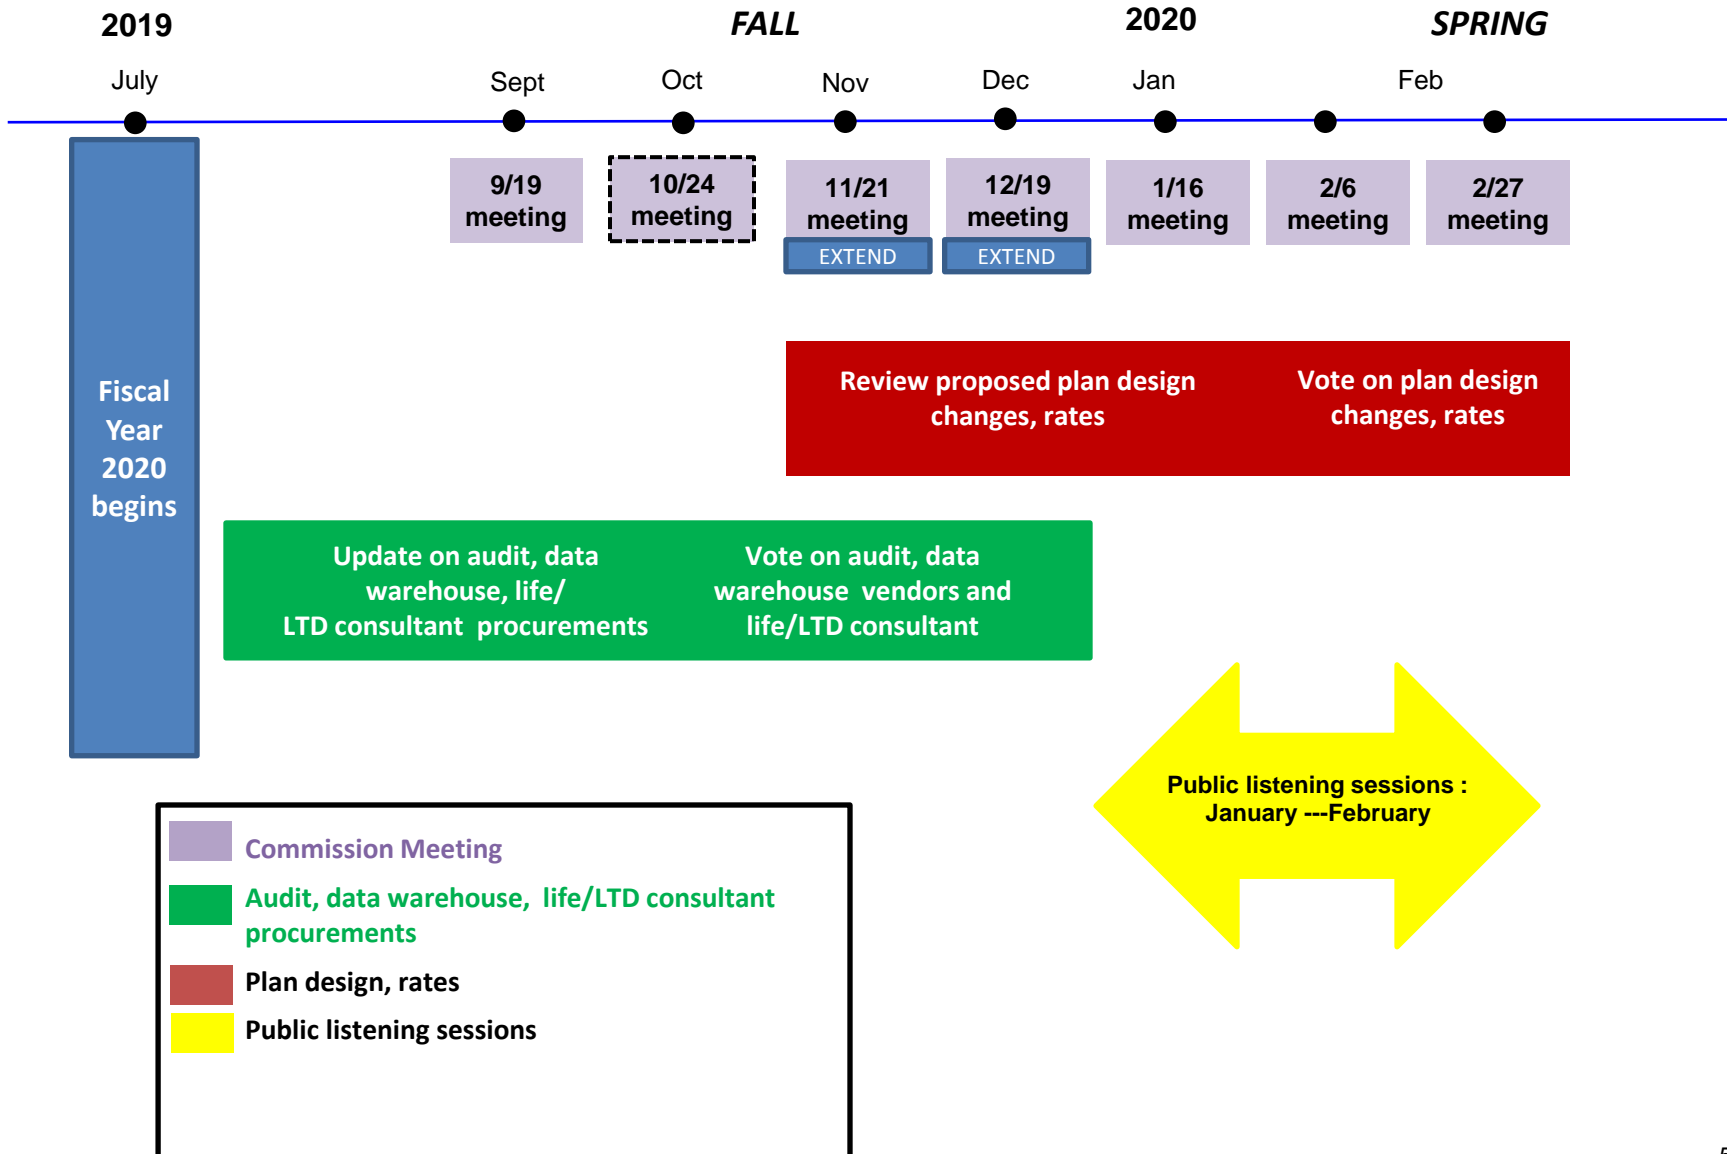 2019
FALL
2020
SPRING
July
Sept
Oct
Nov
Dec
Jan
Feb
9/19
meeting
10/24
meeting
11/21
meeting
EXTEND
12/19
meeting
EXTEND
1/16
meeting
2/6
meeting
2/27
meeting
Fiscal
Year
2020
begins
Review proposed plan design
changes, rates
Vote on plan design
changes, rates
Update on audit, data
warehouse, life/
LTD consultant procurements
Vote on audit, data
warehouse vendors and
life/LTD consultant
Public listening sessions :
January ---February
Commission Meeting
Audit, data warehouse, life/LTD consultant
procurements
Plan design, rates
Public listening sessions